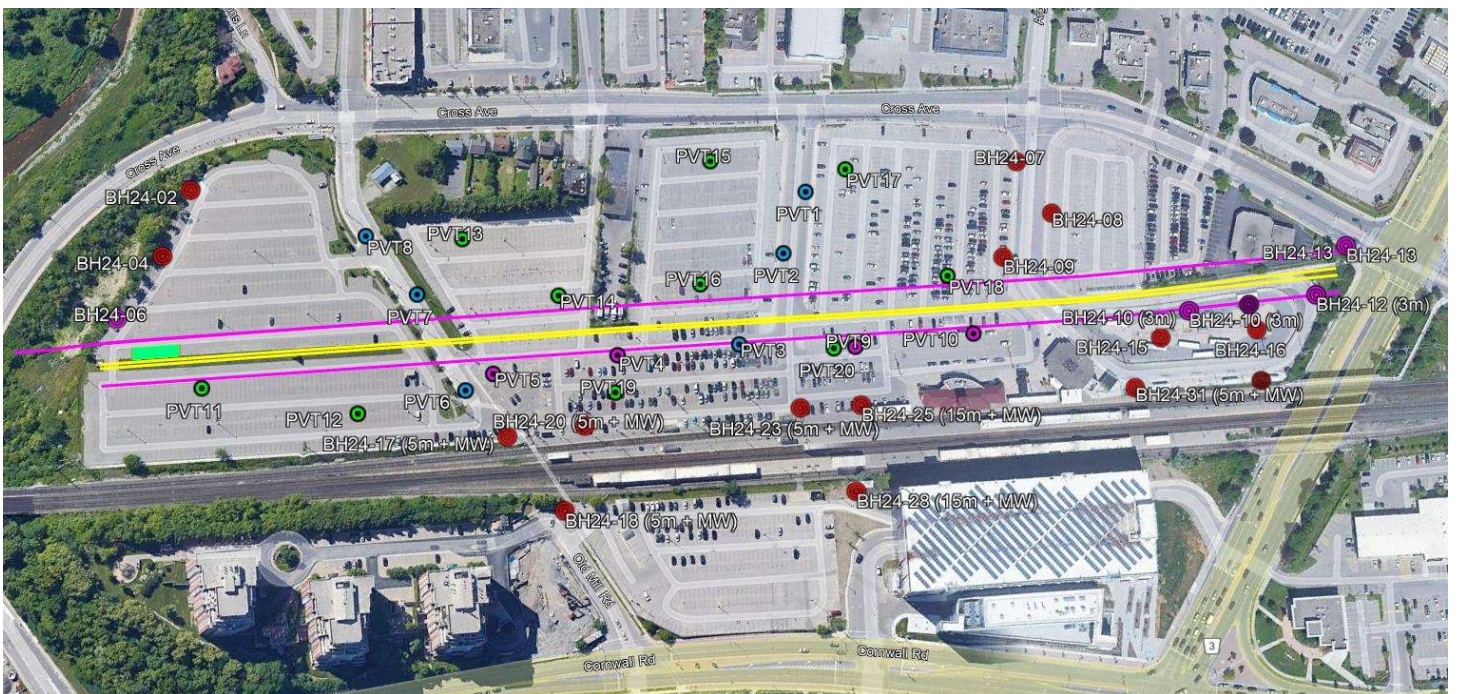 Cross Ave
Cross Ave
Cross Ave
PVT15
BH24-07
PVT17
BH24-02
PVT1
BH24-08
PVT8
PVT13
BH24-04
PVT2
BH24-09
BH24-13
BH24-13
PVT16
PVT18
PVT7
PVT14
BH24-06
BH24-12 (3m)
BH24-10 (3m)
BH24-10 (3m)
PVT10
PVT9
PVT3
BH24-15
BH24-16
PVT4
PVT20
PVT5
PVT11
PVT6
PVT19
BH24-31 (5m + MW)
PVT12
BH24-20 (5m + MW)
BH24-25 (15m + MW)
BH24-23 (5m + MW)
BH24-17 (5m + MW)
BH24-28 (15m + MW)
BH24-18 (5m + MW)
Old Mill Rd
3
Cornwall Rd
Cornwall Rd